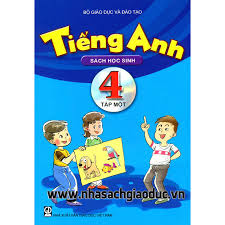 BỘ GIÁO DỤC VÀ ĐÀO TẠO
Tiếng Anh
SÁCH HỌC SINH
4
TẬP MỘT
www.nhasachgiaoduc.vn
NHÀ XUẤT BẢN GIÁO DỤC VIỆT NAM